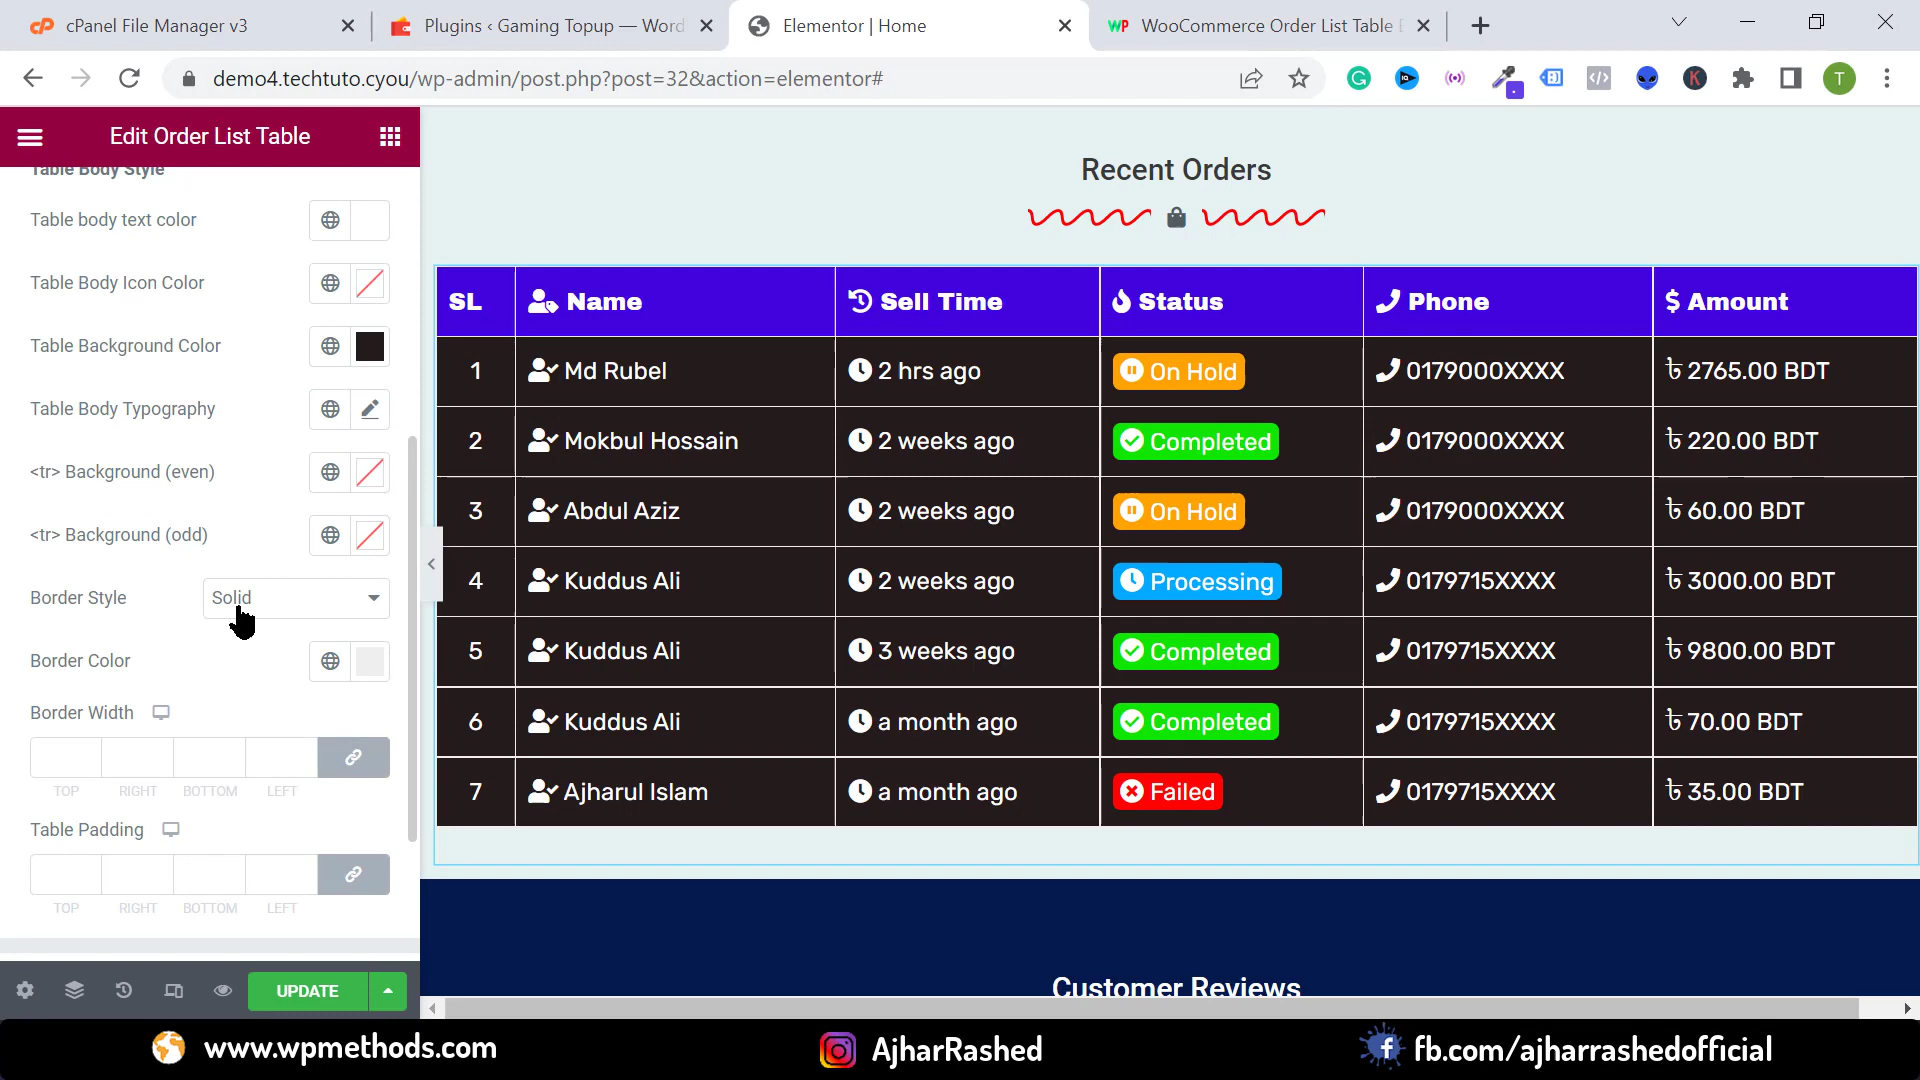 cPanel File Manager v3
Plugins ‹ Gaming Topup — Word
Elementor | Home
WooCommerce Order List Table
demo4.techtuto.cyou/wp-admin/post.php?post=32&action=elementor#
T
Edit Order List Table
Table Body Style
Table body text color
Table Body Icon Color
Table Background Color
Table Body Typography
<tr> Background (even)
<tr> Background (odd)
Border Style
Solid
Border Color
Border Width
TOP RIGHT BOTTOM LEFT
Table Padding
TOP RIGHT BOTTOM LEFT
UPDATE
Recent Orders
SL Name Sell Time Status Phone $ Amount
1 Md Rubel 2 hrs ago On Hold 0179000XXXX ৳ 2765.00 BDT
2 Mokbul Hossain 2 weeks ago Completed 0179000XXXX ৳ 220.00 BDT
3 Abdul Aziz 2 weeks ago On Hold 0179000XXXX ৳ 60.00 BDT
4 Kuddus Ali 2 weeks ago Processing 0179715XXXX ৳ 3000.00 BDT
5 Kuddus Ali 3 weeks ago Completed 0179715XXXX ৳ 9800.00 BDT
6 Kuddus Ali a month ago Completed 0179715XXXX ৳ 70.00 BDT
7 Ajharul Islam a month ago Failed 0179715XXXX ৳ 35.00 BDT
Customer Reviews
www.wpmethods.com
AjharRashed
fb.com/ajharrashedofficial